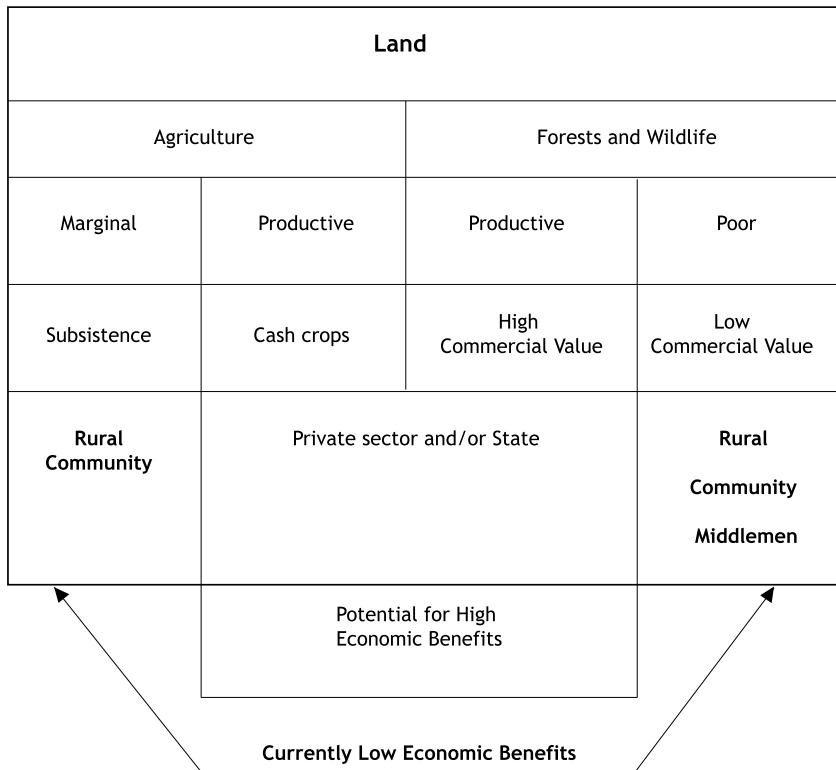 Land
Agriculture
Forests and Wildlife
Marginal
Productive
Productive
Poor
Subsistence
Cash crops
High
Commercial Value
Low
Commercial Value
Rural
Community
Private sector and/or State
Rural
Community
Middlemen
Potential for High
Economic Benefits
Currently Low Economic Benefits